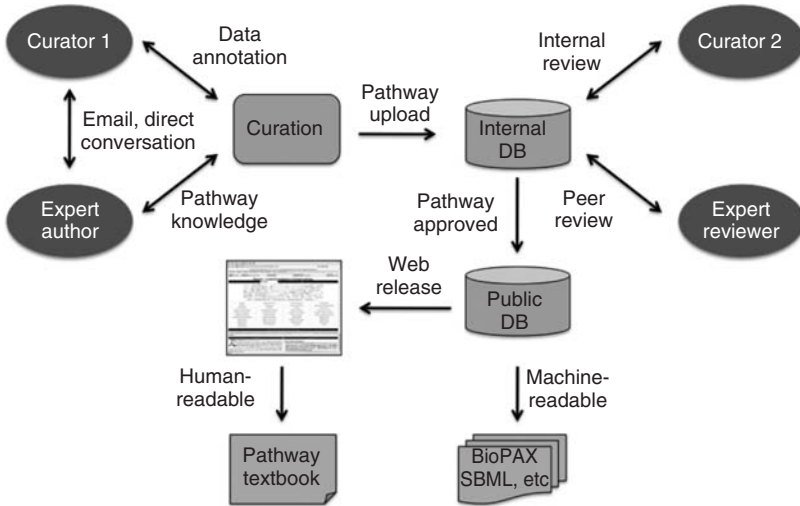 Curator 1
Data
annotation
Internal
review
Curator 2
Email, direct
conversation
Curation
Pathway
upload
Internal
DB
Expert
author
Pathway
knowledge
Pathway
approved
Peer
review
Expert
reviewer
Web
release
Public
DB
Human-
readable
Machine-
readable
Pathway
textbook
BioPAX
SBML, etc